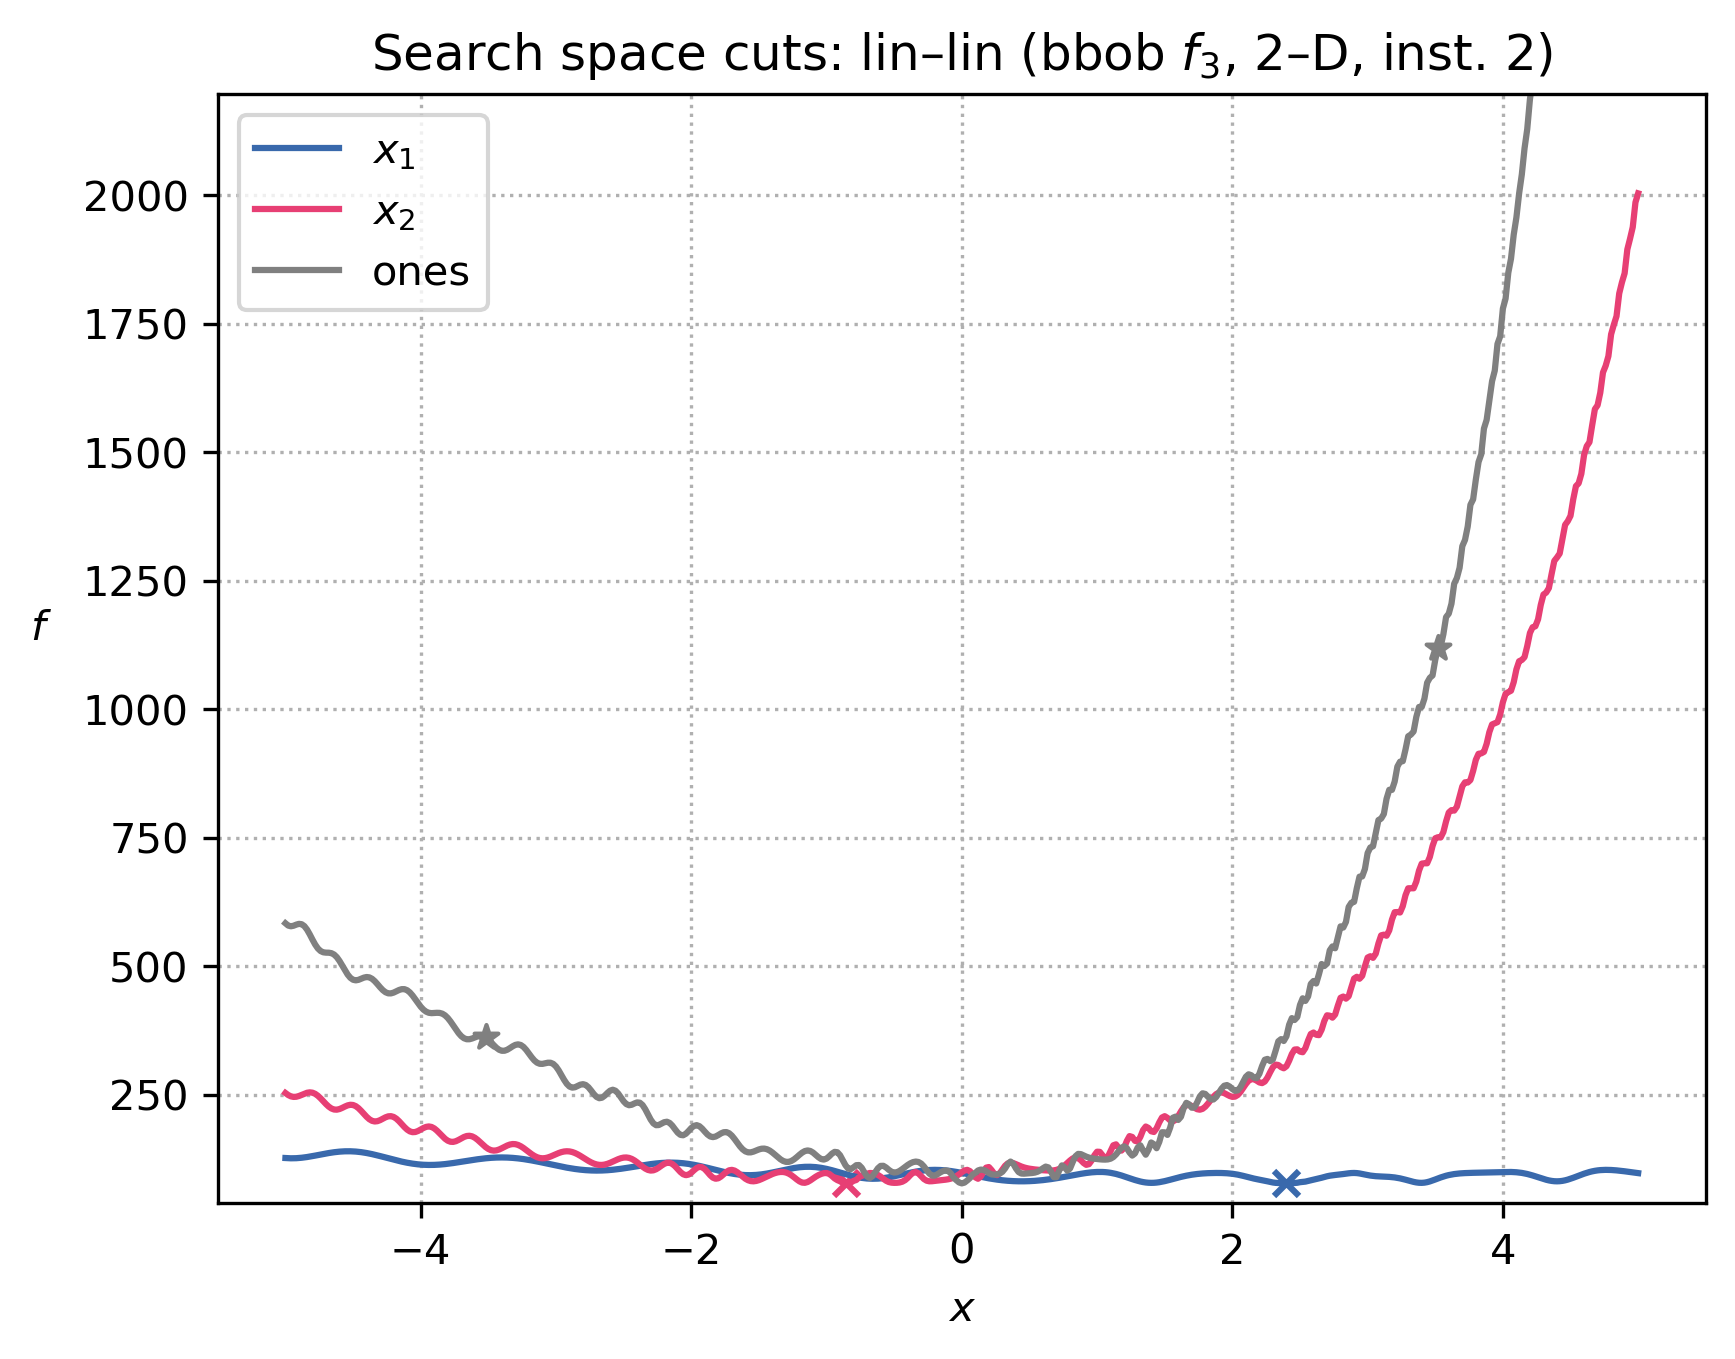 Search space cuts: lin–lin (bbob f₃, 2–D, inst. 2)
x₁
x₂
ones
2000
1750
1500
1250
1000
750
500
250
f
−4
−2
0
2
4
x